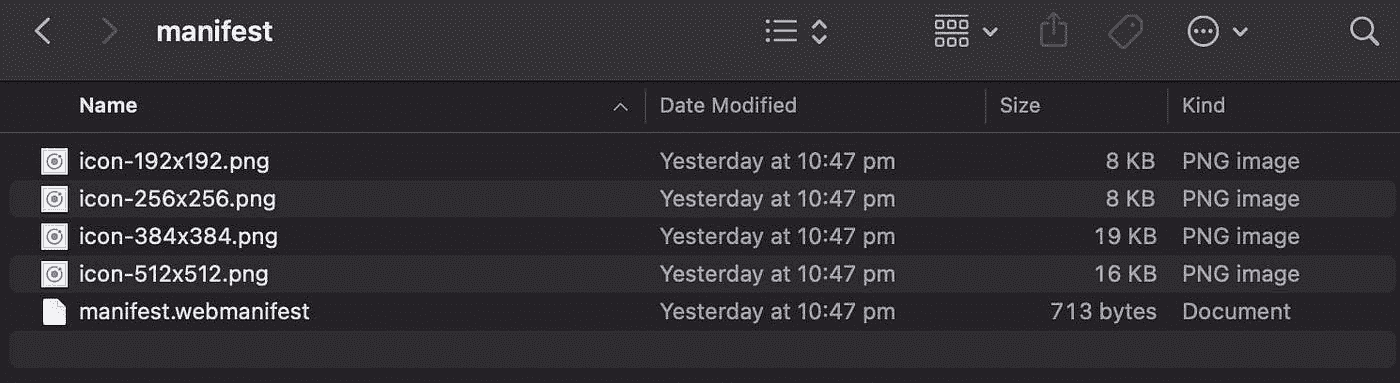 manifest
Name Date Modified Size Kind
icon-192x192.png Yesterday at 10:47 pm 8 KB PNG image
icon-256x256.png Yesterday at 10:47 pm 8 KB PNG image
icon-384x384.png Yesterday at 10:47 pm 19 KB PNG image
icon-512x512.png Yesterday at 10:47 pm 16 KB PNG image
manifest.webmanifest Yesterday at 10:47 pm 713 bytes Document